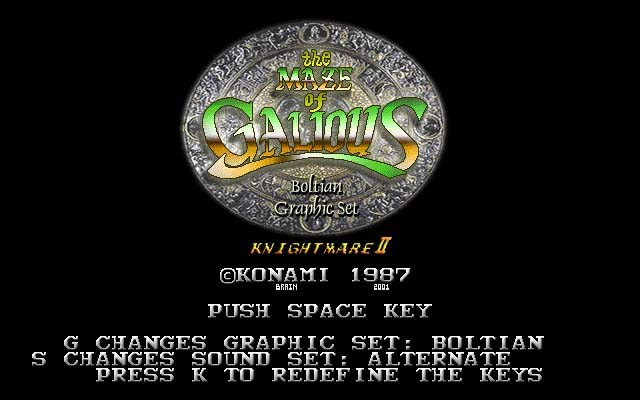 the
MAZE
of
GALIOUS
Boltian
Graphic Set
KNIGHTMARE II
©KONAMI 1987
BRAIN 2001
PUSH SPACE KEY
G CHANGES GRAPHIC SET: BOLTIAN
S CHANGES SOUND SET: ALTERNATE
PRESS K TO REDEFINE THE KEYS